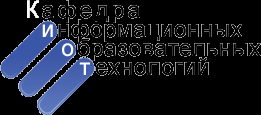 Кафедра
Информационных
Образовательных
Технологий